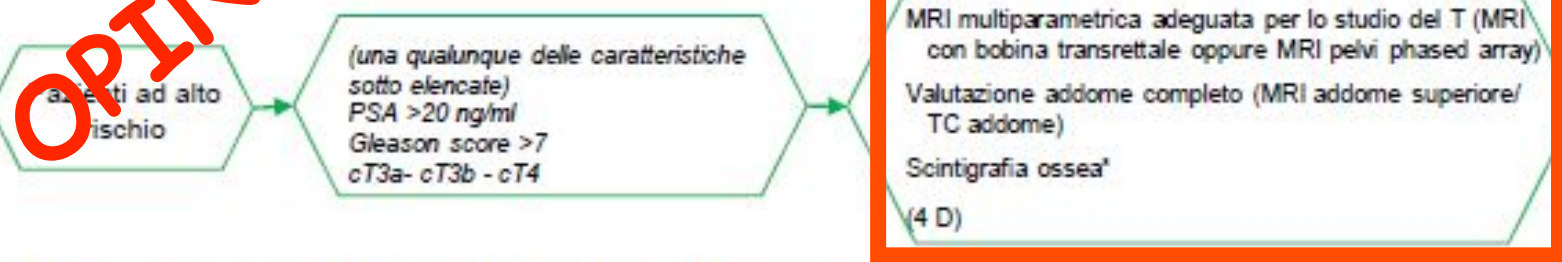 OPIN
azienti ad alto
rischio
(una qualunque delle caratteristiche
sotto elencate)
PSA >20 ng/ml
Gleason score >7
cT3a- cT3b - cT4
MRI multiparametrica adeguata per lo studio del T (MRI
con bobina transrettale oppure MRI pelvi phased array)
Valutazione addome completo (MRI addome superiore/
TC addome)
Scintigrafia ossea*
(4 D)